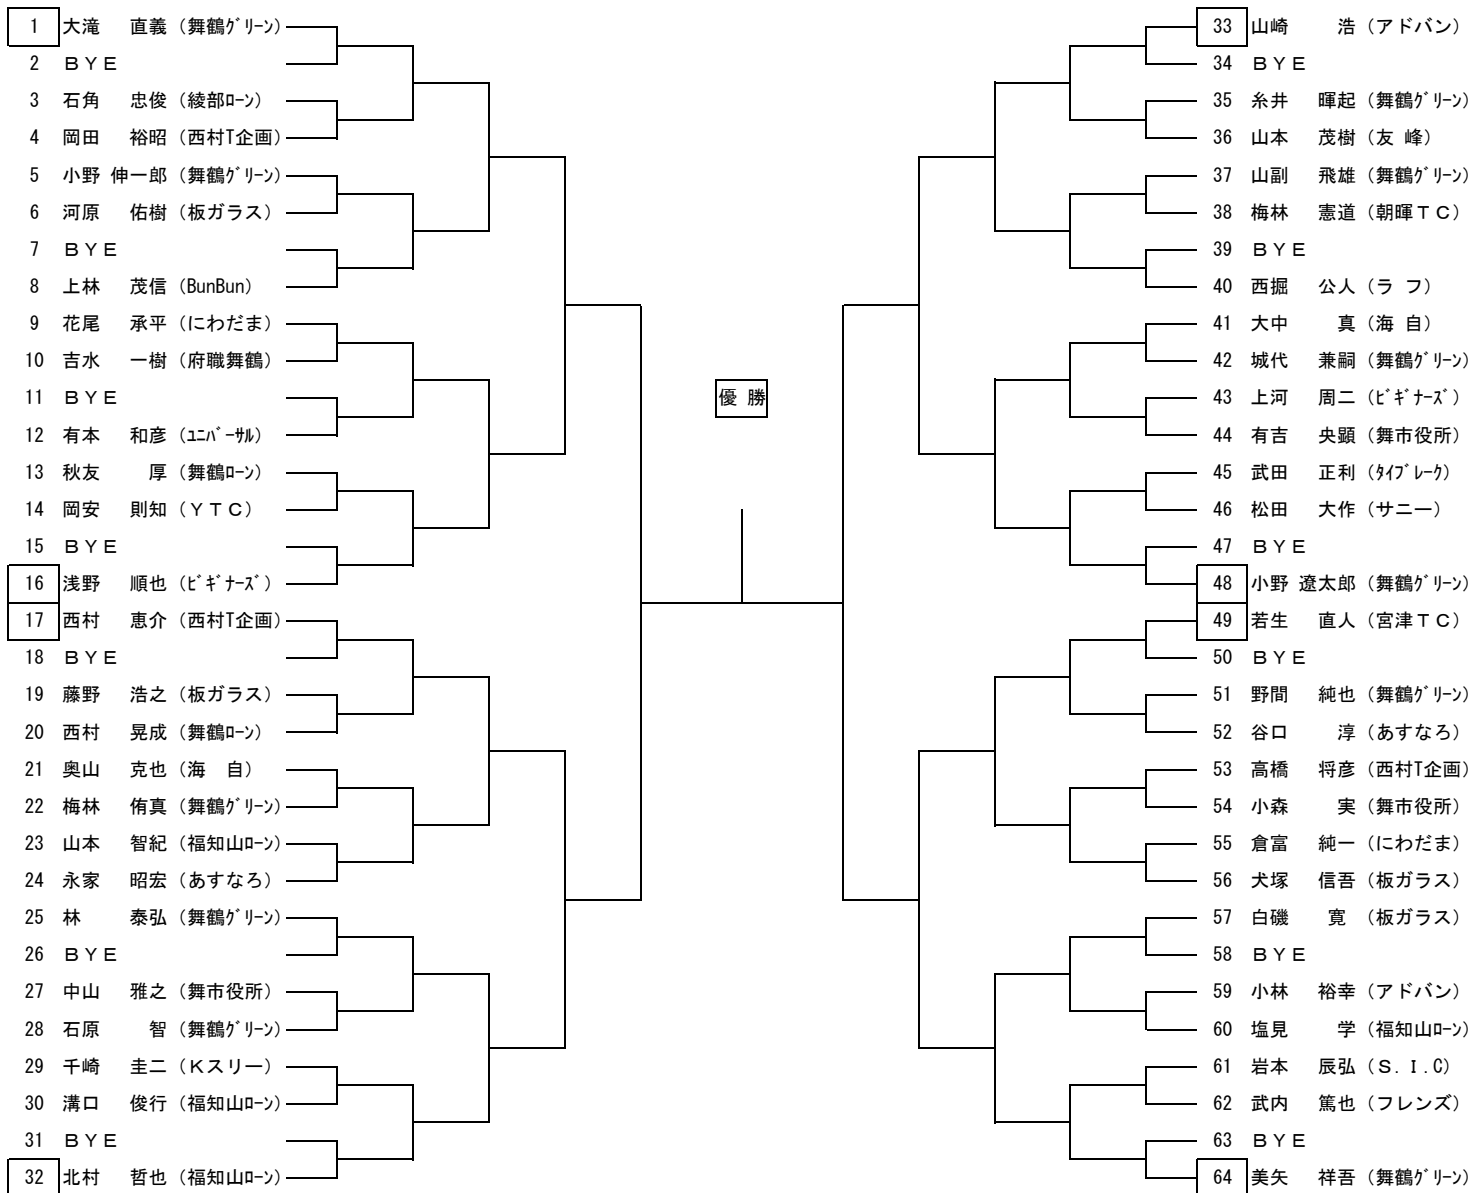 1 大滝 直義 (舞鶴ｸﾞﾘｰﾝ)
2 ＢＹＥ
3 石角 忠俊 (綾部ﾛｰﾝ)
4 岡田 裕昭 (西村T企画)
5 小野 伸一郎 (舞鶴ｸﾞﾘｰﾝ)
6 河原 佑樹 (板ガラス)
7 ＢＹＥ
8 上林 茂信 (BunBun)
9 花尾 承平 (にわだま)
10 吉水 一樹 (府職舞鶴)
11 ＢＹＥ
12 有本 和彦 (ﾕﾆﾊﾞｰｻﾙ)
13 秋友 厚 (舞鶴ﾛｰﾝ)
14 岡安 則知 (ＹＴＣ)
15 ＢＹＥ
16 浅野 順也 (ﾋﾞｷﾞﾅｰｽﾞ)
17 西村 恵介 (西村T企画)
18 ＢＹＥ
19 藤野 浩之 (板ガラス)
20 西村 晃成 (舞鶴ﾛｰﾝ)
21 奥山 克也 (海 自)
22 梅林 侑真 (舞鶴ｸﾞﾘｰﾝ)
23 山本 智紀 (福知山ﾛｰﾝ)
24 永家 昭宏 (あすなろ)
25 林 泰弘 (舞鶴ｸﾞﾘｰﾝ)
26 ＢＹＥ
27 中山 雅之 (舞市役所)
28 石原 智 (舞鶴ｸﾞﾘｰﾝ)
29 千崎 圭二 (Ｋスリー)
30 溝口 俊行 (福知山ﾛｰﾝ)
31 ＢＹＥ
32 北村 哲也 (福知山ﾛｰﾝ)
優 勝
33 山崎 浩 (アドバン)
34 ＢＹＥ
35 糸井 暉起 (舞鶴ｸﾞﾘｰﾝ)
36 山本 茂樹 (友 峰)
37 山副 飛雄 (舞鶴ｸﾞﾘｰﾝ)
38 梅林 憲道 (朝暉ＴＣ)
39 ＢＹＥ
40 西掘 公人 (ラ フ)
41 大中 真 (海 自)
42 城代 兼嗣 (舞鶴ｸﾞﾘｰﾝ)
43 上河 周二 (ﾋﾞｷﾞﾅｰｽﾞ)
44 有吉 央顕 (舞市役所)
45 武田 正利 (ﾀｲﾌﾞﾚｰｸ)
46 松田 大作 (サニー)
47 ＢＹＥ
48 小野 遼太郎 (舞鶴ｸﾞﾘｰﾝ)
49 若生 直人 (宮津ＴＣ)
50 ＢＹＥ
51 野間 純也 (舞鶴ｸﾞﾘｰﾝ)
52 谷口 淳 (あすなろ)
53 高橋 将彦 (西村T企画)
54 小森 実 (舞市役所)
55 倉富 純一 (にわだま)
56 犬塚 信吾 (板ガラス)
57 白磯 寛 (板ガラス)
58 ＢＹＥ
59 小林 裕幸 (アドバン)
60 塩見 学 (福知山ﾛｰﾝ)
61 岩本 辰弘 (Ｓ.Ｉ.C)
62 武内 篤也 (フレンズ)
63 ＢＹＥ
64 美矢 祥吾 (舞鶴ｸﾞﾘｰﾝ)